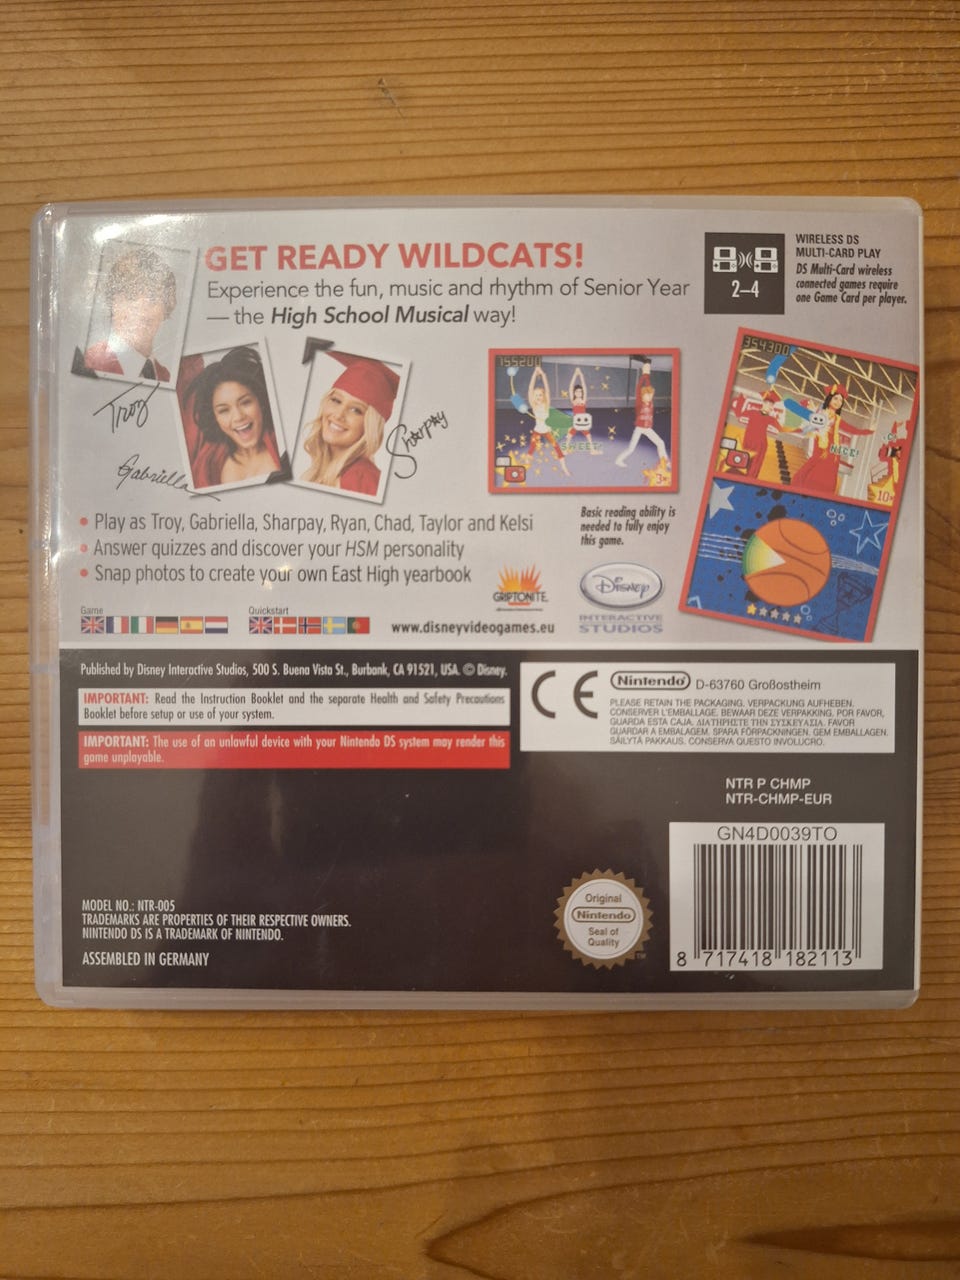 GET READY WILDCATS!
Experience the fun, music and rhythm of Senior Year
— the High School Musical way!
2–4
WIRELESS DS
MULTI-CARD PLAY
DS Multi-Card wireless
connected games require
one Game Card per player.
Troy
Gabriella
Sharpay
155200
SWEET!
3×
354300
NICE!
10×
• Play as Troy, Gabriella, Sharpay, Ryan, Chad, Taylor and Kelsi
• Answer quizzes and discover your HSM personality
• Snap photos to create your own East High yearbook
Basic reading ability is
needed to fully enjoy
this game.
Game
Quickstart
www.disneyvideogames.eu
GRIPTONITE
Disney
INTERACTIVE
STUDIOS
Published by Disney Interactive Studios, 500 S. Buena Vista St., Burbank, CA 91521, USA. © Disney.
IMPORTANT: Read the Instruction Booklet and the separate Health and Safety Precautions
Booklet before setup or use of your system.
IMPORTANT: The use of an unlawful device with your Nintendo DS system may render this
game unplayable.
CE
Nintendo D-63760 Großostheim
PLEASE RETAIN THE PACKAGING. VERPACKUNG AUFHEBEN.
CONSERVER L'EMBALLAGE. BEWAAR DEZE VERPAKKING. POR FAVOR,
GUARDA ESTA CAJA. ΔΙΑΤΗΡΗΣΤΕ ΤΗΝ ΣΥΣΚΕΥΑΣΙΑ. FAVOR
GUARDAR A EMBALAGEM. SPARA FÖRPACKNINGEN. GEM EMBALLAGEN.
SÄILYTÄ PAKKAUS. CONSERVA QUESTO INVOLUCRO.
NTR P CHMP
NTR-CHMP-EUR
GN4D0039TO
8 717418 182113
Original
Nintendo
Seal of
Quality
TM
MODEL NO.: NTR-005
TRADEMARKS ARE PROPERTIES OF THEIR RESPECTIVE OWNERS.
NINTENDO DS IS A TRADEMARK OF NINTENDO.
ASSEMBLED IN GERMANY